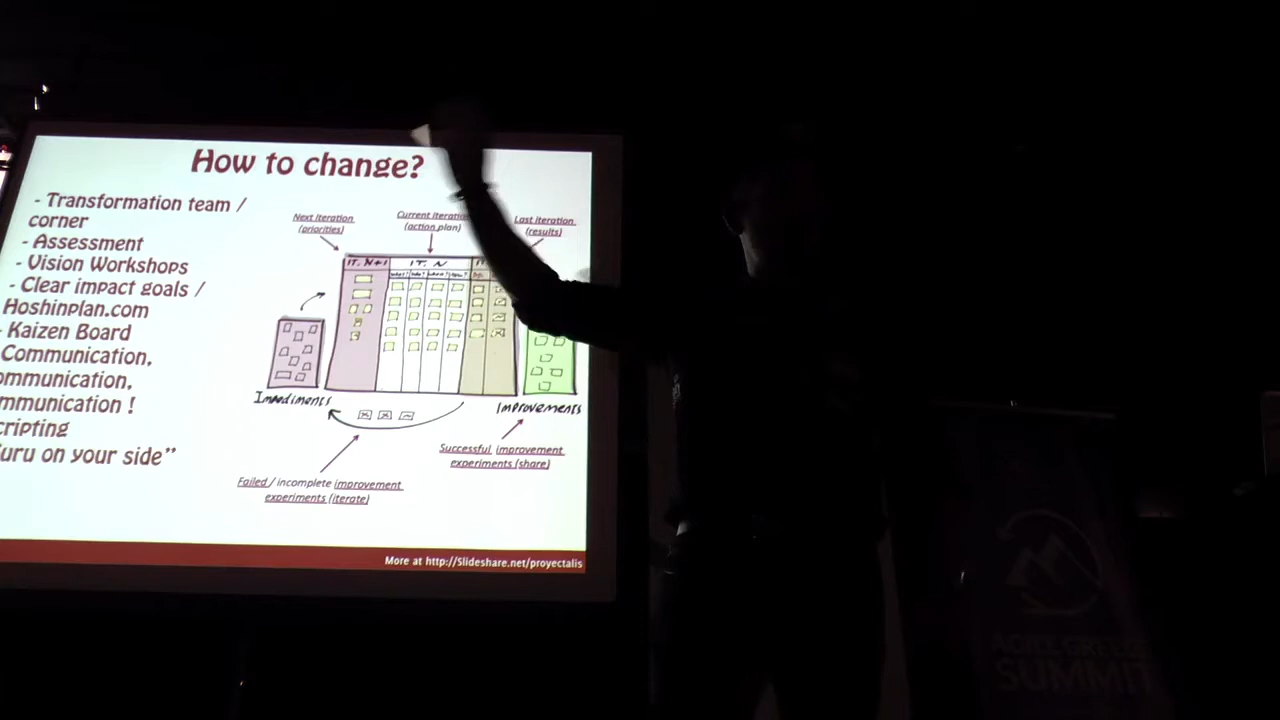 How to change?
- Transformation team /
corner
- Assessment
- Vision Workshops
- Clear impact goals /
Hoshinplan.com
- Kaizen Board
Communication,
ommunication,
mmunication !
cripting
uru on your side”
Next iteration
(priorities)
Current iteratio
(action plan)
Last iteration
(results)
IT. N+1
IT. N
Impediments
Improvements
Successful improvement
experiments (share)
Failed / incomplete improvement
experiments (iterate)
More at http://Slideshare.net/proyectalis
SUMMIT